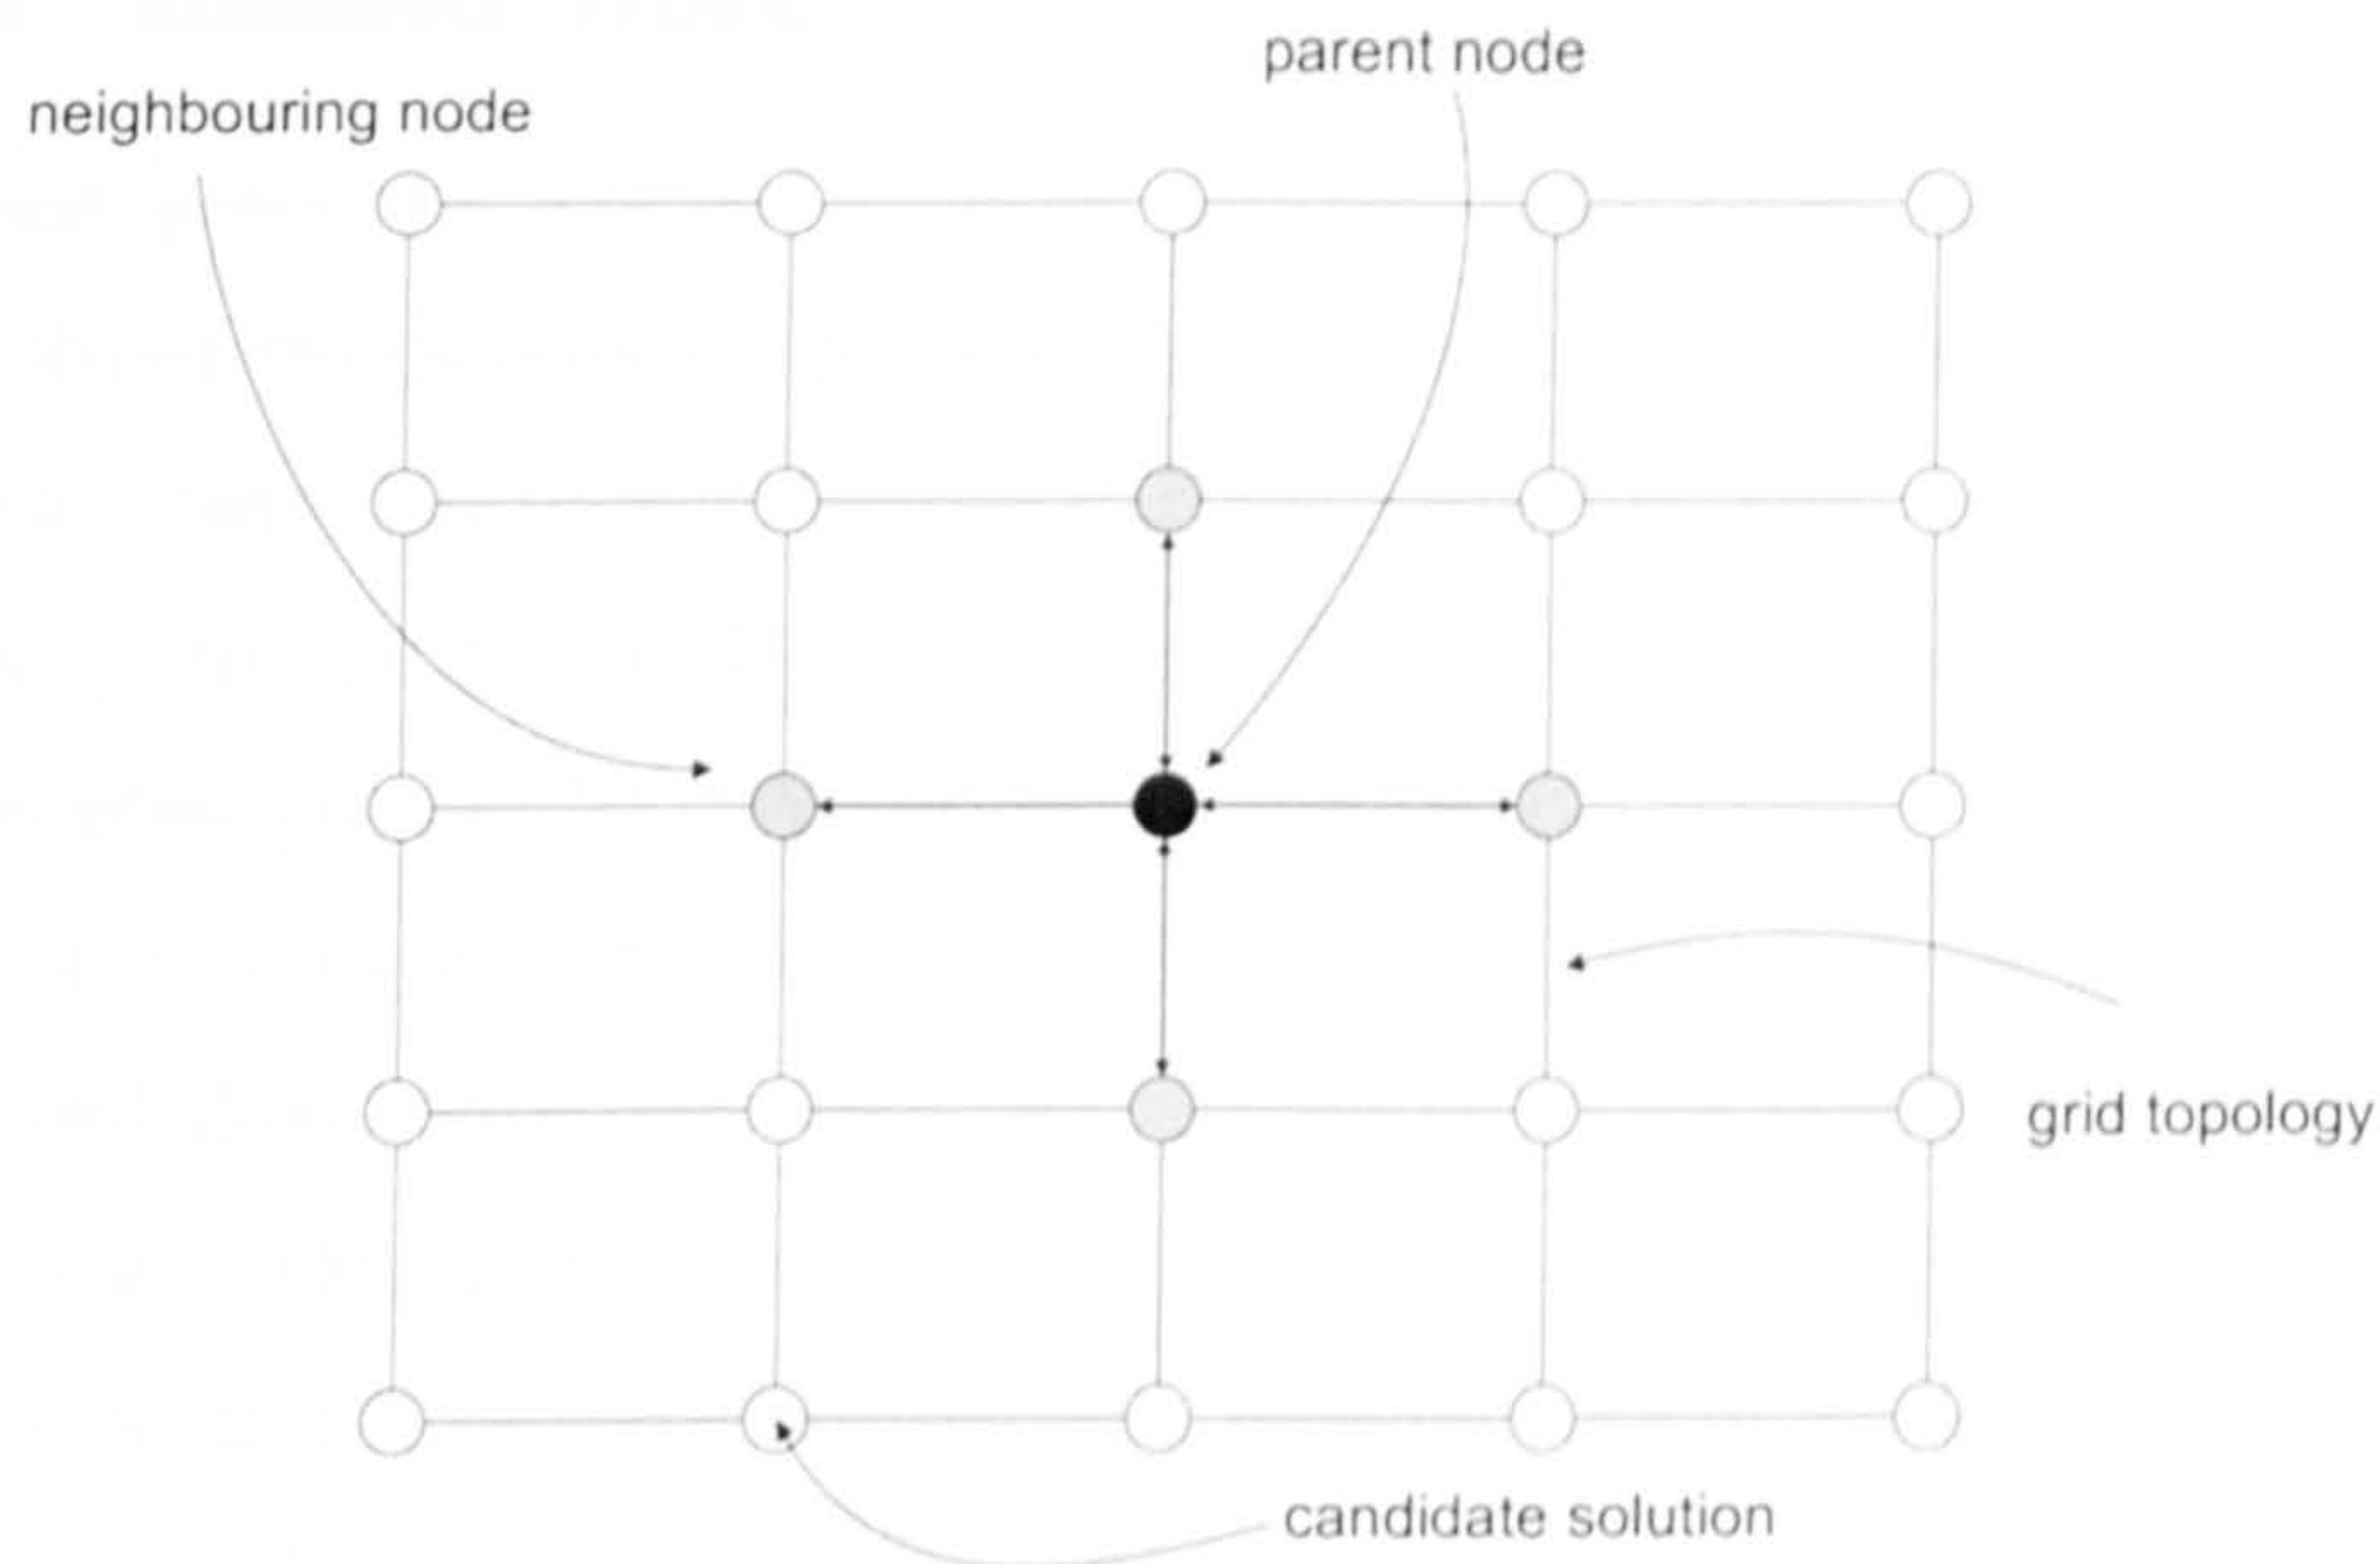 parent node
neighbouring node
grid topology
candidate solution